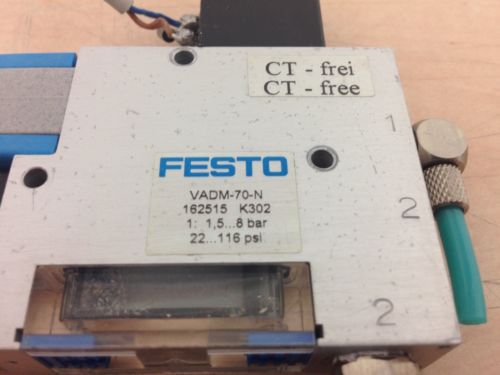 CT - frei
CT - free
1
FESTO
VADM-70-N
162515 K302
1: 1,5...8 bar
22...116 psi
2
2